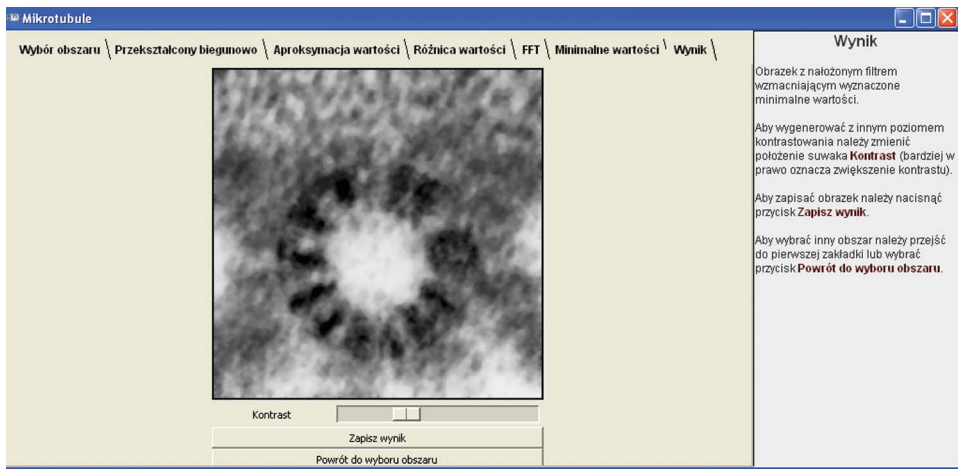 Mikrotubule
Wybór obszaru \ Przekształcony biegunowo \ Aproksymacja wartości \ Różnica wartości \ FFT \ Minimalne wartości \ Wynik \
Kontrast
Zapisz wynik
Powrót do wyboru obszaru
Wynik
Obrazek z nałożonym filtrem
wzmacniającym wyznaczone
minimalne wartości.
Aby wygenerować z innym poziomem
kontrastowania należy zmienić
położenie suwaka Kontrast (bardziej w
prawo oznacza zwiększenie kontrastu).
Aby zapisać obrazek należy nacisnąć
przycisk Zapisz wynik.
Aby wybrać inny obszar należy przejść
do pierwszej zakładki lub wybrać
przycisk Powrót do wyboru obszaru.